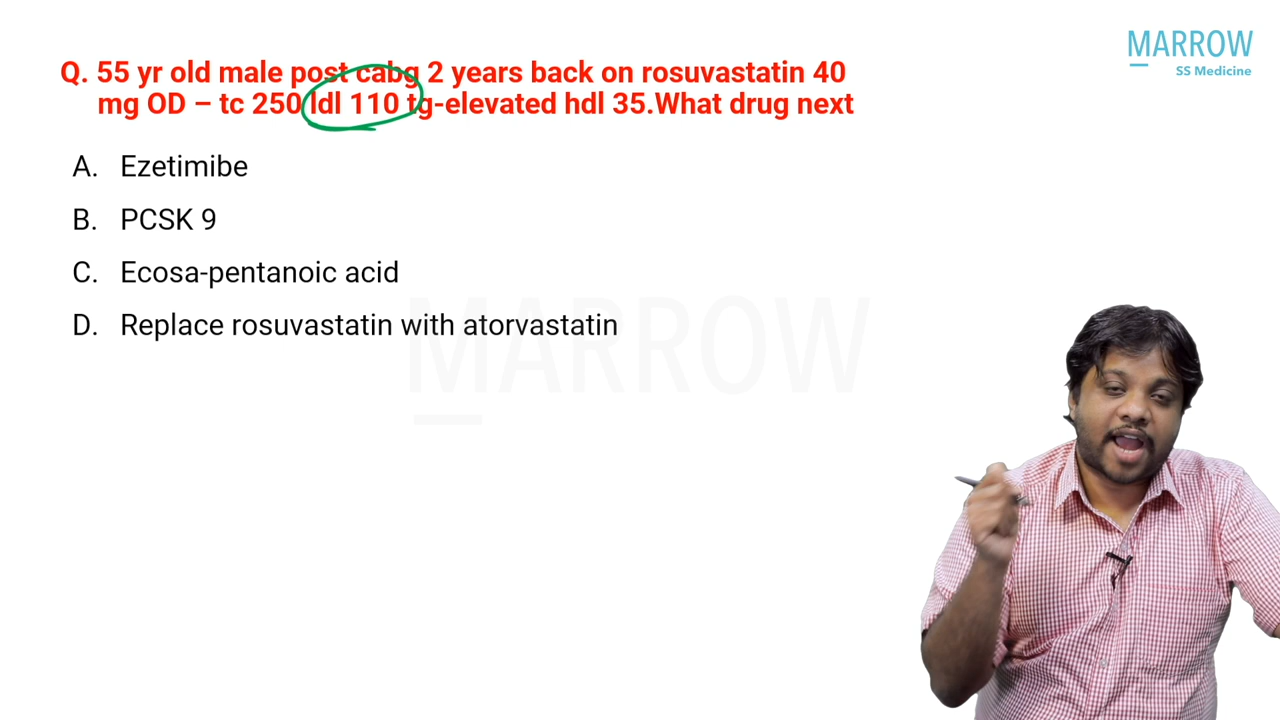 MARROW
SS Medicine
Q. 55 yr old male post cabg 2 years back on rosuvastatin 40
mg OD – tc 250 ldl 110 tg-elevated hdl 35.What drug next
A. Ezetimibe
B. PCSK 9
C. Ecosa-pentanoic acid
D. Replace rosuvastatin with atorvastatin
MARROW